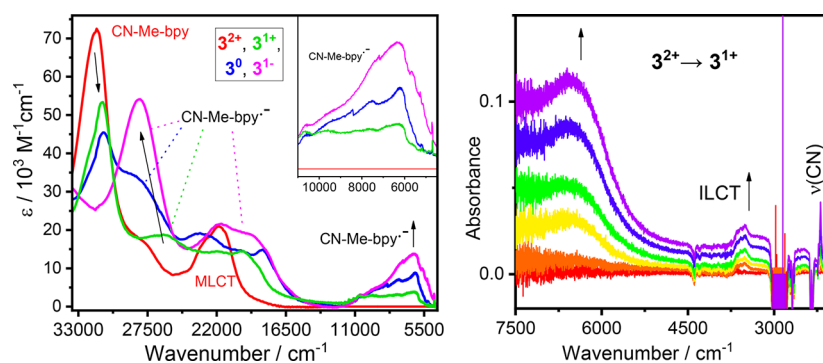 CN-Me-bpy
3²⁺, 3¹⁺,
3⁰, 3¹⁻
CN-Me-bpy·⁻
MLCT
CN-Me-bpy·⁻
ε / 10³ M⁻¹cm⁻¹
70
60
50
40
30
20
10
0
33000 27500 22000 16500 11000 5500
Wavenumber / cm⁻¹
CN-Me-bpy·⁻
10000 8000 6000
3²⁺→ 3¹⁺
ILCT
ν(CN)
Absorbance
0.1
0.0
7500 6000 4500 3000
Wavenumber / cm⁻¹